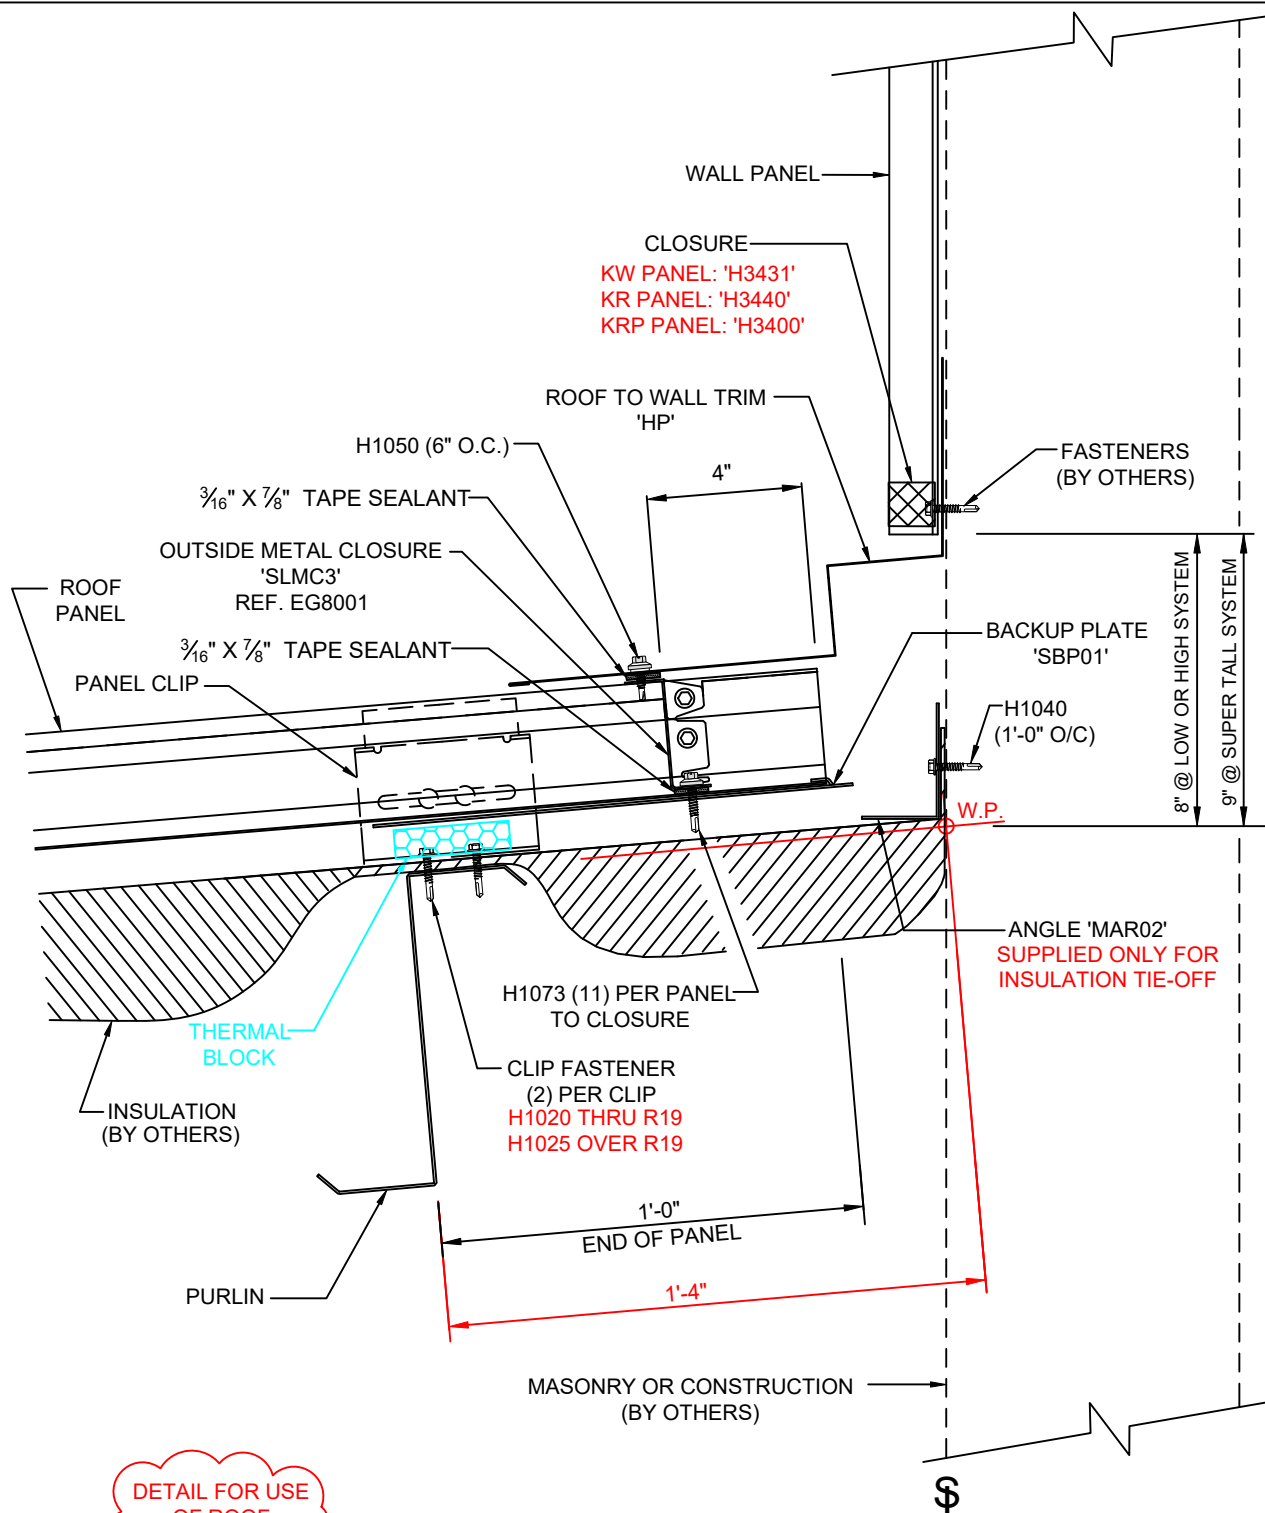 WALL PANEL
CLOSURE
KW PANEL: 'H3431'
KR PANEL: 'H3440'
KRP PANEL: 'H3400'
ROOF TO WALL TRIM
'HP'
H1050 (6" O.C.)
4"
FASTENERS
(BY OTHERS)
3/16" X 7/8" TAPE SEALANT
OUTSIDE METAL CLOSURE
'SLMC3'
REF. EG8001
ROOF
PANEL
3/16" X 7/8" TAPE SEALANT
PANEL CLIP
BACKUP PLATE
'SBP01'
8" @ LOW OR HIGH SYSTEM
9" @ SUPER TALL SYSTEM
H1040
(1'-0" O/C)
W.P.
ANGLE 'MAR02'
SUPPLIED ONLY FOR
INSULATION TIE-OFF
H1073 (11) PER PANEL
TO CLOSURE
THERMAL
BLOCK
CLIP FASTENER
(2) PER CLIP
H1020 THRU R19
H1025 OVER R19
INSULATION
(BY OTHERS)
1'-0"
END OF PANEL
1'-4"
PURLIN
MASONRY OR CONSTRUCTION
(BY OTHERS)
DETAIL FOR USE
OF ROOF